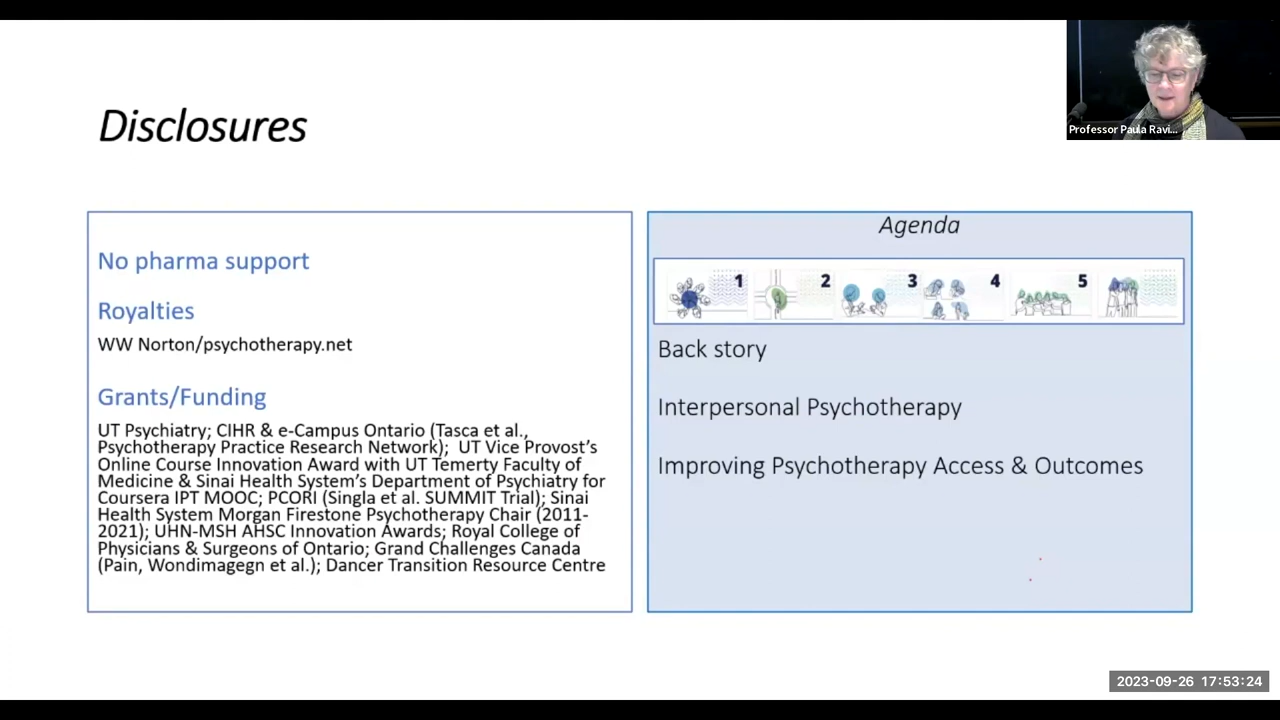 Disclosures
Professor Paula Ravi...
No pharma support
Royalties
WW Norton/psychotherapy.net
Grants/Funding
UT Psychiatry; CIHR & e-Campus Ontario (Tasca et al.,
Psychotherapy Practice Research Network);  UT Vice Provost’s
Online Course Innovation Award with UT Temerty Faculty of
Medicine & Sinai Health System’s Department of Psychiatry for
Coursera IPT MOOC; PCORI (Singla et al. SUMMIT Trial); Sinai
Health System Morgan Firestone Psychotherapy Chair (2011-
2021); UHN-MSH AHSC Innovation Awards; Royal College of
Physicians & Surgeons of Ontario; Grand Challenges Canada
(Pain, Wondimagegn et al.); Dancer Transition Resource Centre
Agenda
1 2 3 4 5
Back story
Interpersonal Psychotherapy
Improving Psychotherapy Access & Outcomes
2023-09-26 17:53:24